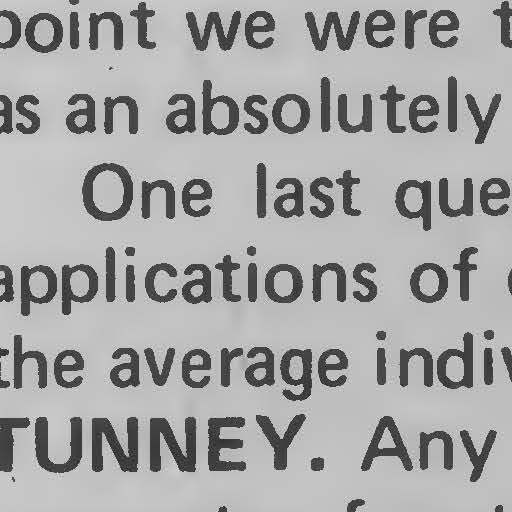 point we were
as an absolutely
One last que
applications of
the average indiv
TUNNEY. Any